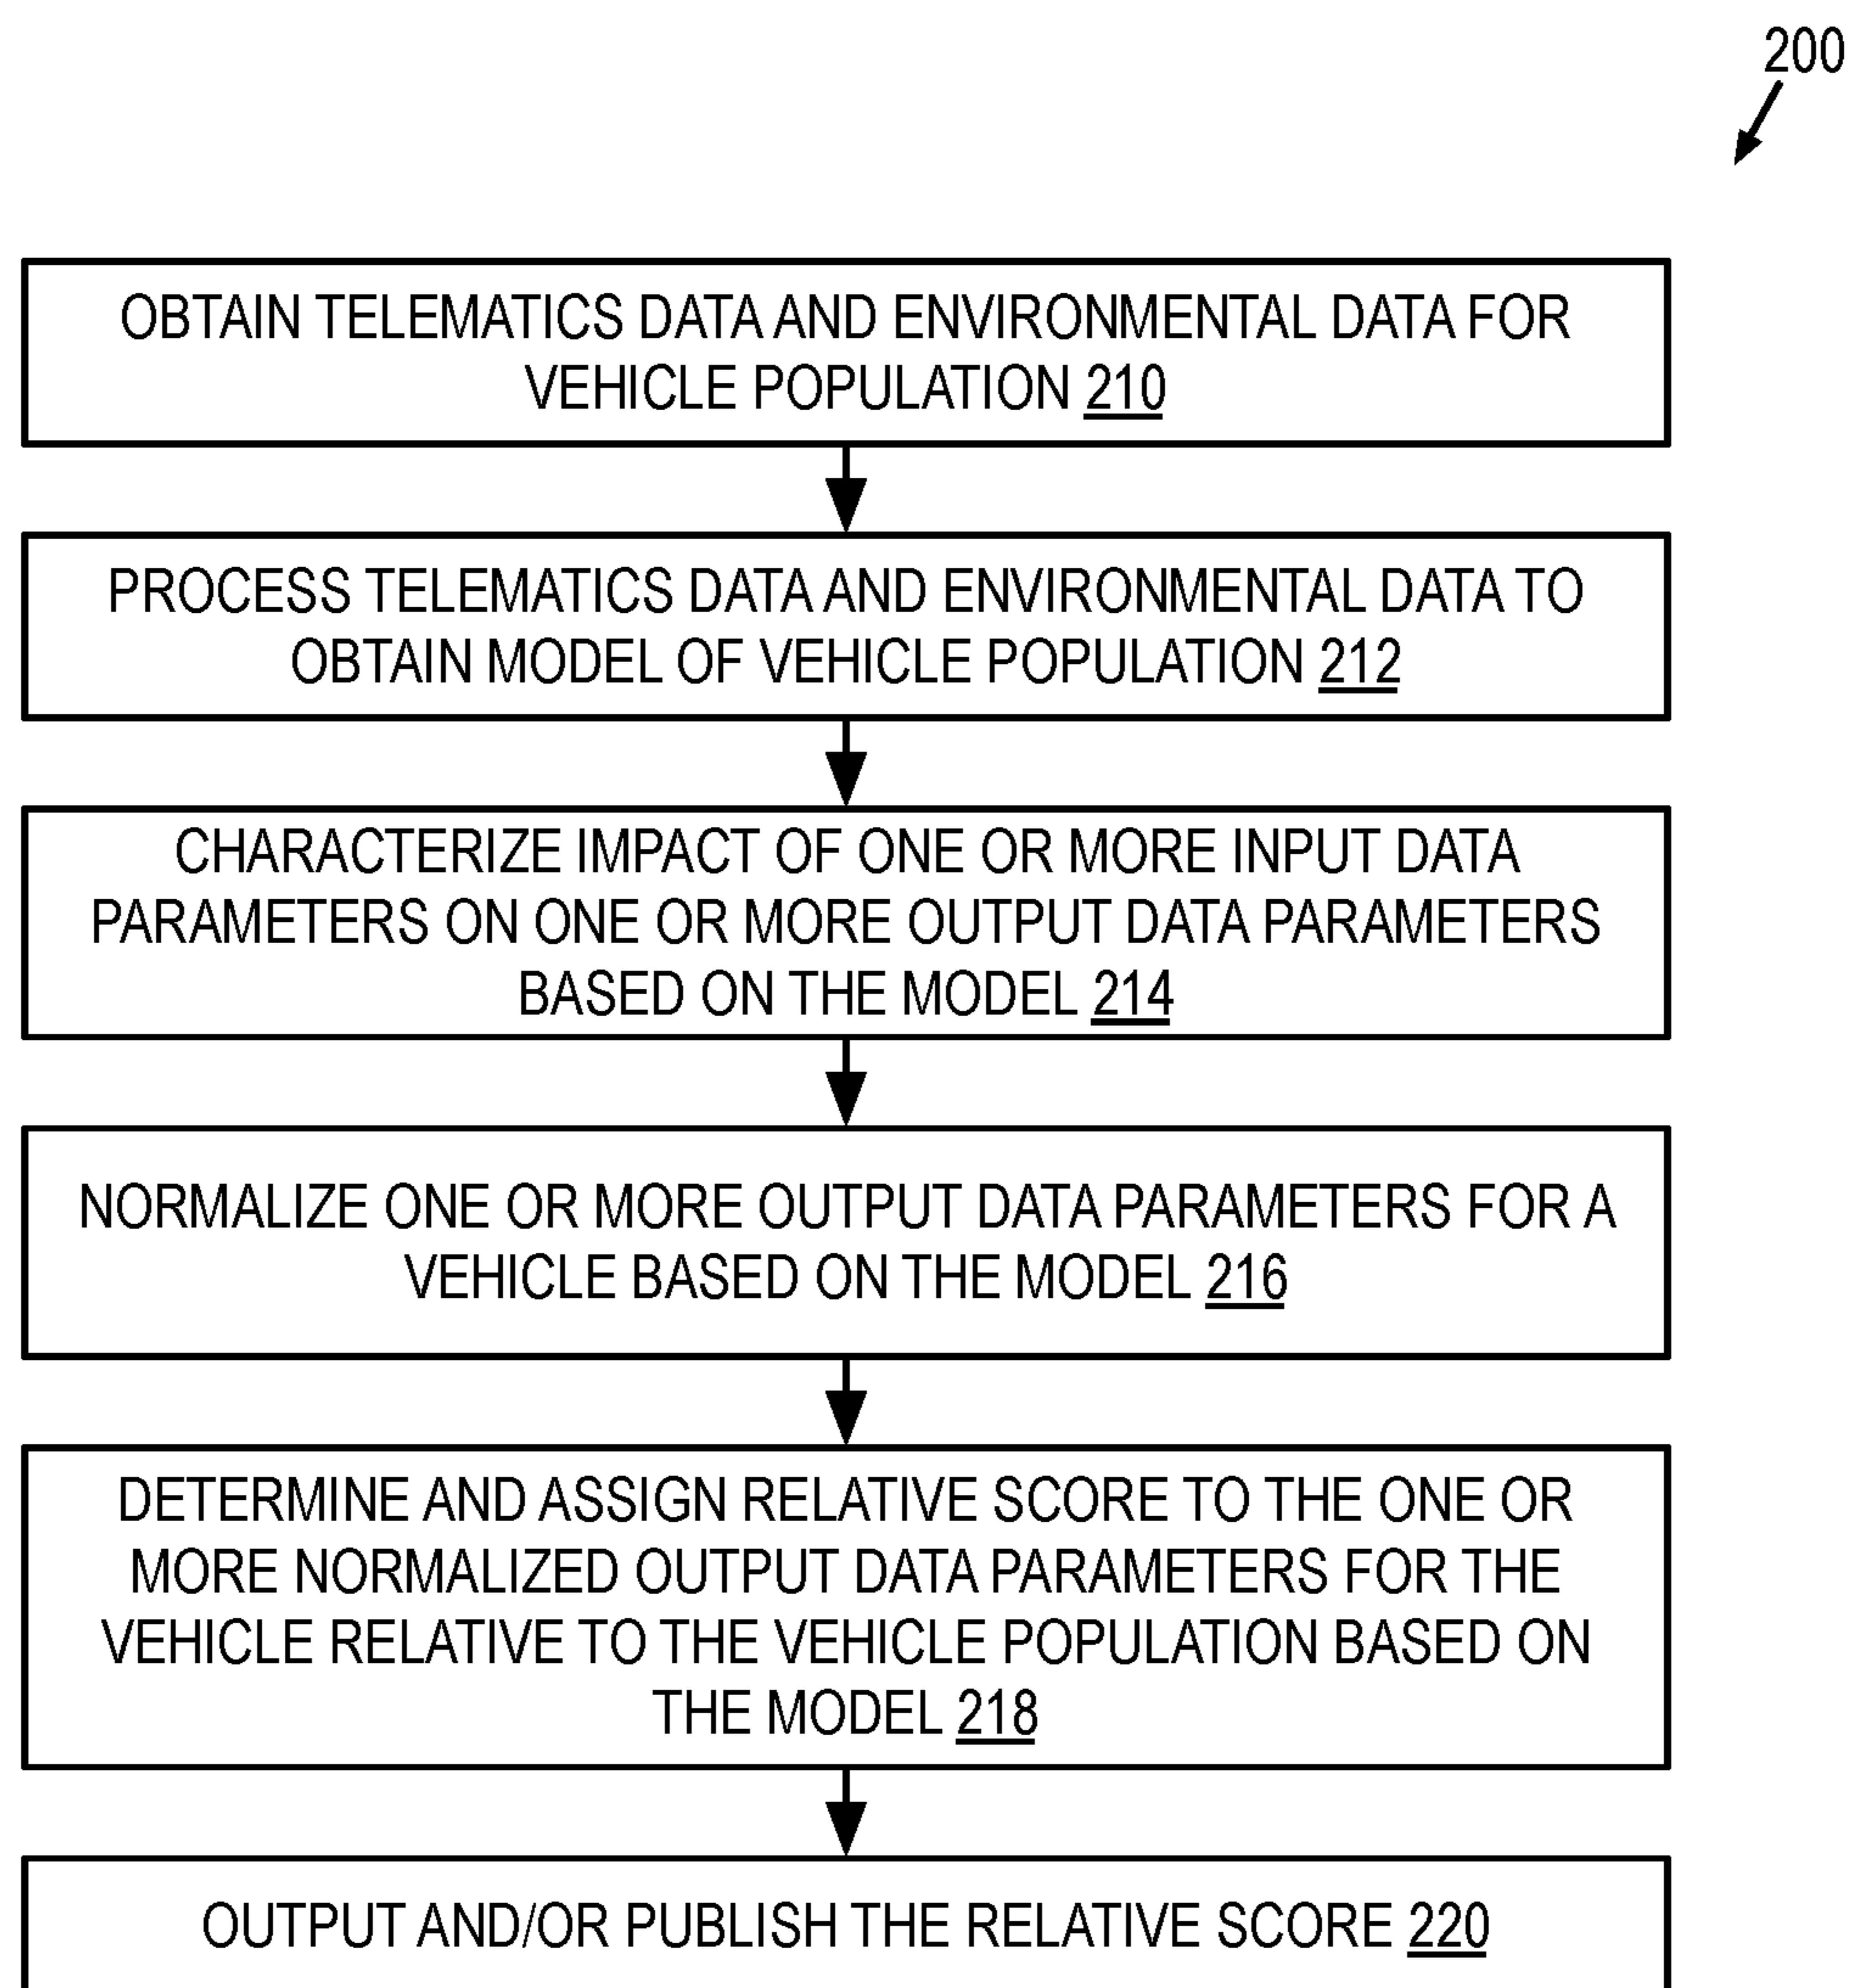 200
OBTAIN TELEMATICS DATA AND ENVIRONMENTAL DATA FOR
VEHICLE POPULATION 210
PROCESS TELEMATICS DATA AND ENVIRONMENTAL DATA TO
OBTAIN MODEL OF VEHICLE POPULATION 212
CHARACTERIZE IMPACT OF ONE OR MORE INPUT DATA
PARAMETERS ON ONE OR MORE OUTPUT DATA PARAMETERS
BASED ON THE MODEL 214
NORMALIZE ONE OR MORE OUTPUT DATA PARAMETERS FOR A
VEHICLE BASED ON THE MODEL 216
DETERMINE AND ASSIGN RELATIVE SCORE TO THE ONE OR
MORE NORMALIZED OUTPUT DATA PARAMETERS FOR THE
VEHICLE RELATIVE TO THE VEHICLE POPULATION BASED ON
THE MODEL 218
OUTPUT AND/OR PUBLISH THE RELATIVE SCORE 220